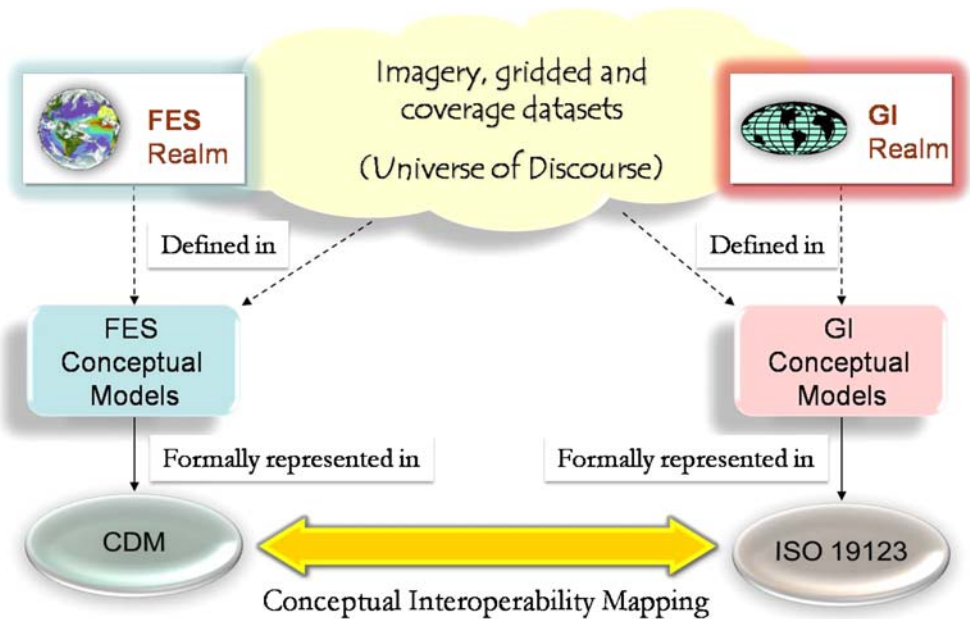 Imagery, gridded and
coverage datasets
(Universe of Discourse)
FES
Realm
GI
Realm
Defined in
Defined in
FES
Conceptual
Models
GI
Conceptual
Models
Formally represented in
Formally represented in
CDM
ISO 19123
Conceptual Interoperability Mapping